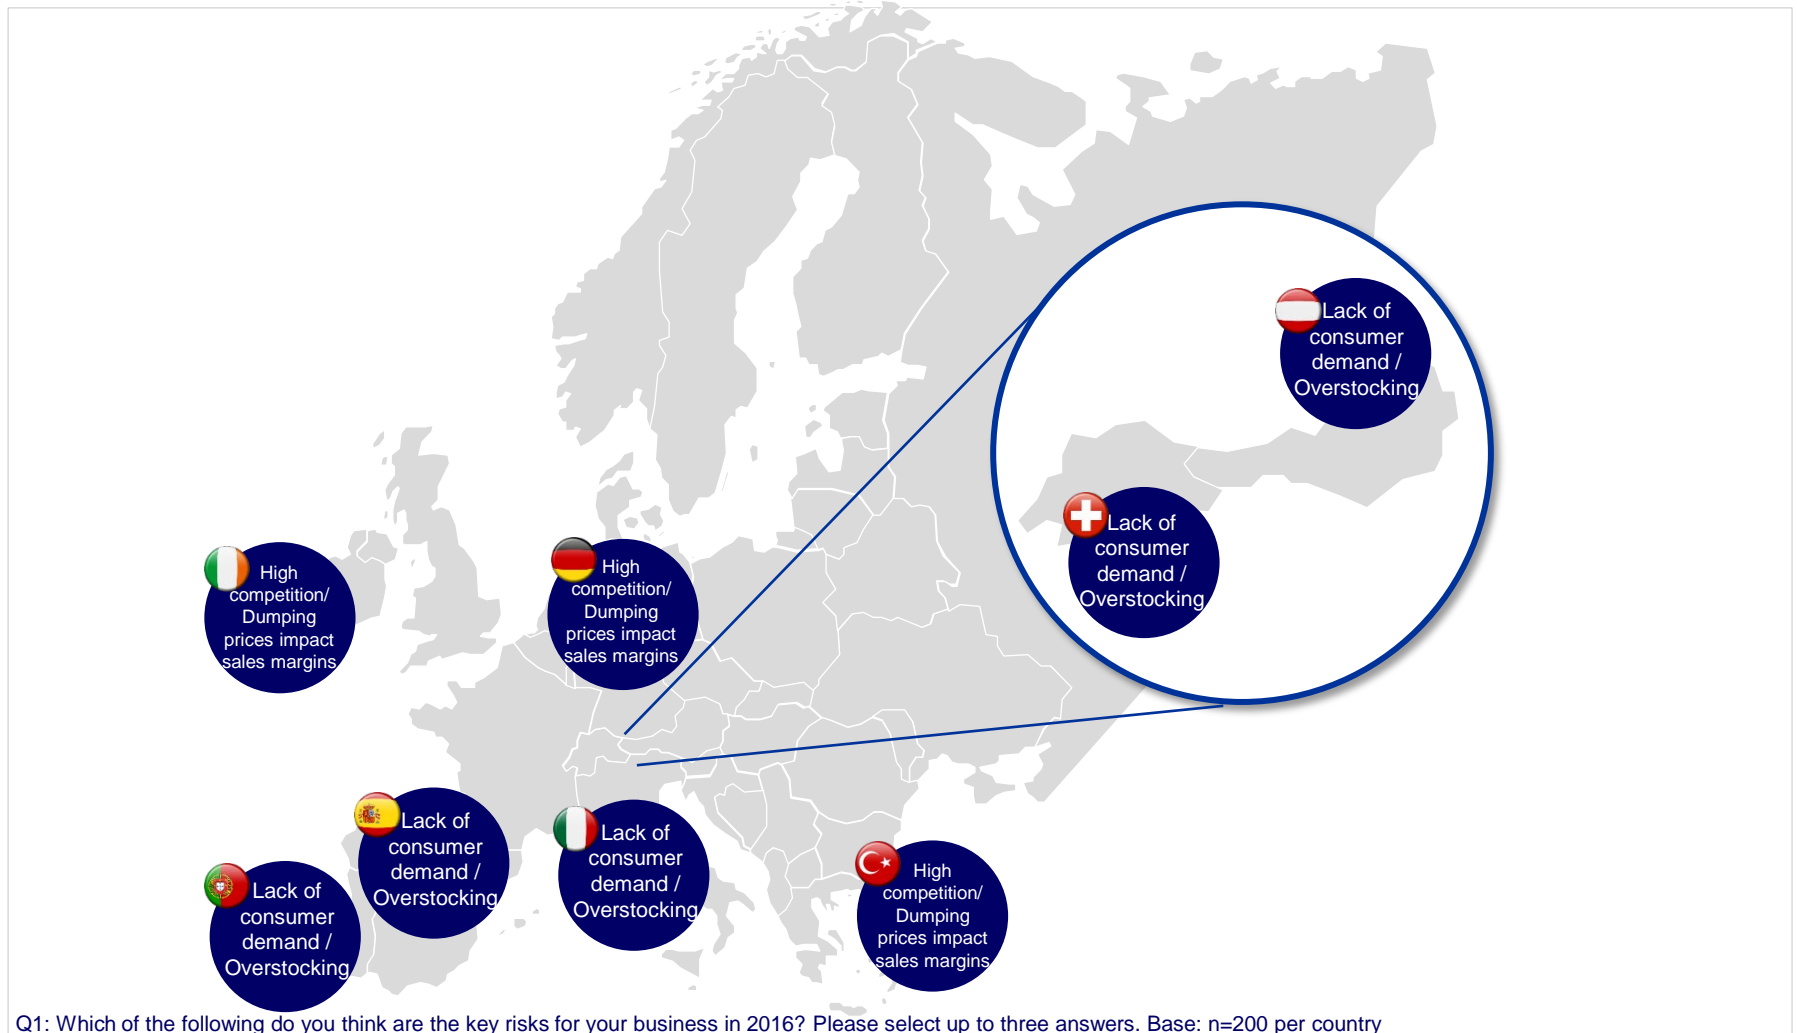 Lack of
consumer
demand /
Overstocking
Lack of
consumer
demand /
Overstocking
High
competition/
Dumping
prices impact
sales margins
High
competition/
Dumping
prices impact
sales margins
Lack of
consumer
demand /
Overstocking
Lack of
consumer
demand /
Overstocking
Lack of
consumer
demand /
Overstocking
High
competition/
Dumping
prices impact
sales margins
Q1: Which of the following do you think are the key risks for your business in 2016? Please select up to three answers. Base: n=200 per country